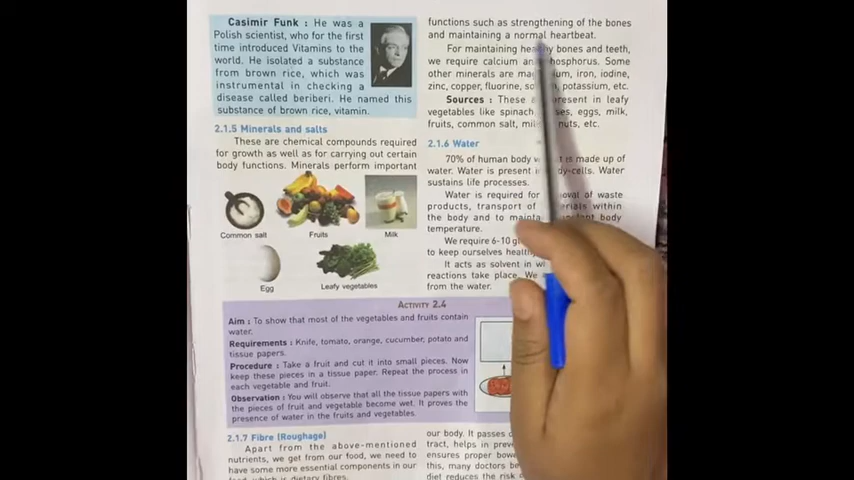 Casimir Funk : He was a
Polish scientist, who for the first
time introduced Vitamins to the
world. He isolated a substance
from brown rice, which was
instrumental in checking a
disease called beriberi. He named this
substance of brown rice, vitamin.
2.1.5 Minerals and salts
These are chemical compounds required
for growth as well as for carrying out certain
body functions. Minerals perform important
Common salt
Fruits
Milk
Egg
Leafy vegetables
functions such as strengthening of the bones
and maintaining a normal heartbeat.
For maintaining healthy bones and teeth,
we require calcium and phosphorus. Some
other minerals are iron, iodine,
zinc, copper, fluorine, potassium, etc.
Sources : These present in leafy
vegetables like spinach, eggs, milk,
fruits, common salt, nuts, etc.
2.1.6 Water
70% of human body is made up of
water. Water is present body-cells. Water
sustains life processes.
Water is required for removal of waste
products, transport of materials within
the body and to body
temperature.
We require 6-10
to keep ourselves
It acts as solvent in
reactions take place. We
from the water.
ACTIVITY 2.4
Aim : To show that most of the vegetables and fruits contain
water.
Requirements : Knife, tomato, orange, cucumber, potato and
tissue papers.
Procedure : Take a fruit and cut it into small pieces. Now
keep these pieces in a tissue paper. Repeat the process in
each vegetable and fruit.
Observation : You will observe that all the tissue papers with
the pieces of fruit and vegetable become wet. It proves the
presence of water in the fruits and vegetables.
2.1.7 Fibre (Roughage)
Apart from the above-mentioned
nutrients, we get from our food, we need to
have some more essential components in our
food, which is dietary fibres.
our body. It passes
tract, helps in
ensures proper
this, many doctors
diet reduces the risk